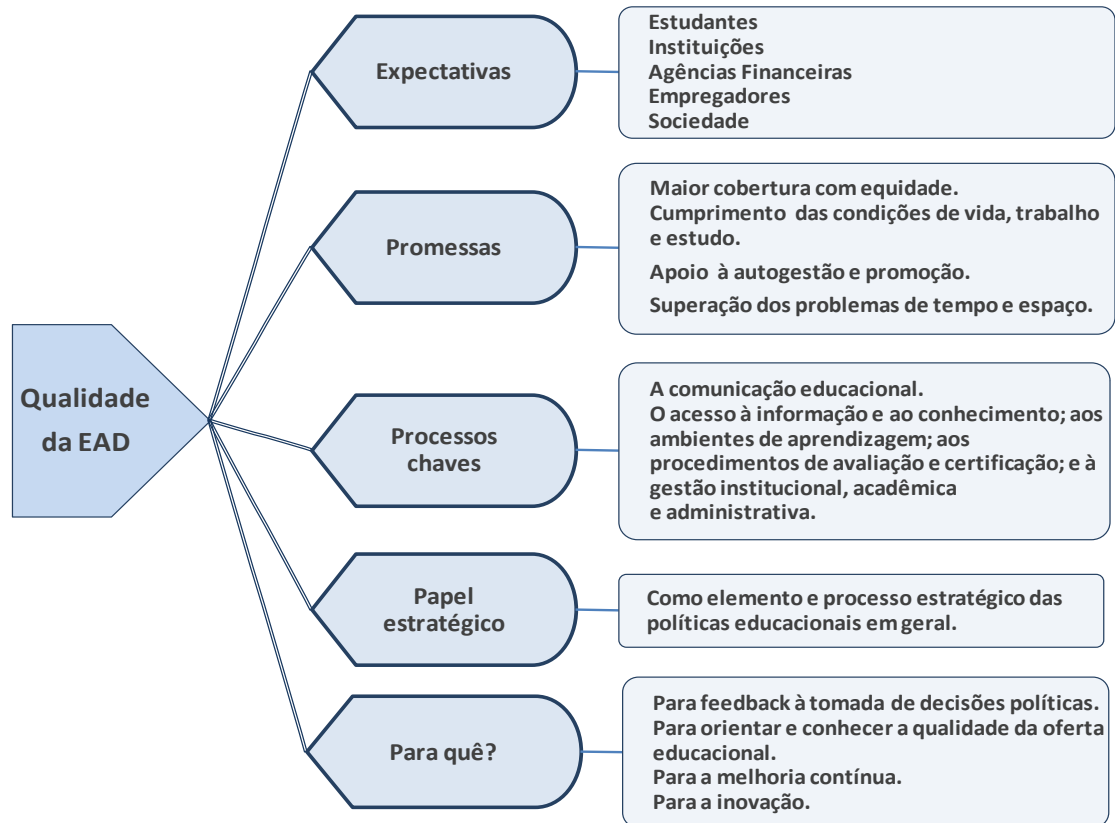 Qualidade
da EAD
Expectativas
Estudantes
Instituições
Agências Financeiras
Empregadores
Sociedade
Promessas
Maior cobertura com equidade.
Cumprimento das condições de vida, trabalho
e estudo.
Apoio à autogestão e promoção.
Superação dos problemas de tempo e espaço.
Processos
chaves
A comunicação educacional.
O acesso à informação e ao conhecimento; aos
ambientes de aprendizagem; aos
procedimentos de avaliação e certificação; e à
gestão institucional, acadêmica
e administrativa.
Papel
estratégico
Como elemento e processo estratégico das
políticas educacionais em geral.
Para quê?
Para feedback à tomada de decisões políticas.
Para orientar e conhecer a qualidade da oferta
educacional.
Para a melhoria contínua.
Para a inovação.